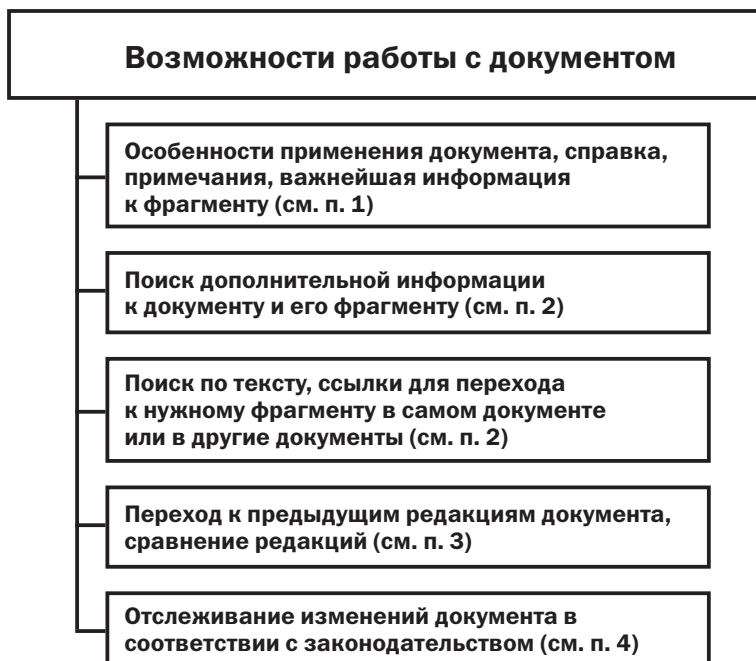 Возможности работы с документом
Особенности применения документа, справка,
примечания, важнейшая информация
к фрагменту (см. п. 1)
Поиск дополнительной информации
к документу и его фрагменту (см. п. 2)
Поиск по тексту, ссылки для перехода
к нужному фрагменту в самом документе
или в другие документы (см. п. 2)
Переход к предыдущим редакциям документа,
сравнение редакций (см. п. 3)
Отслеживание изменений документа в
соответствии с законодательством (см. п. 4)